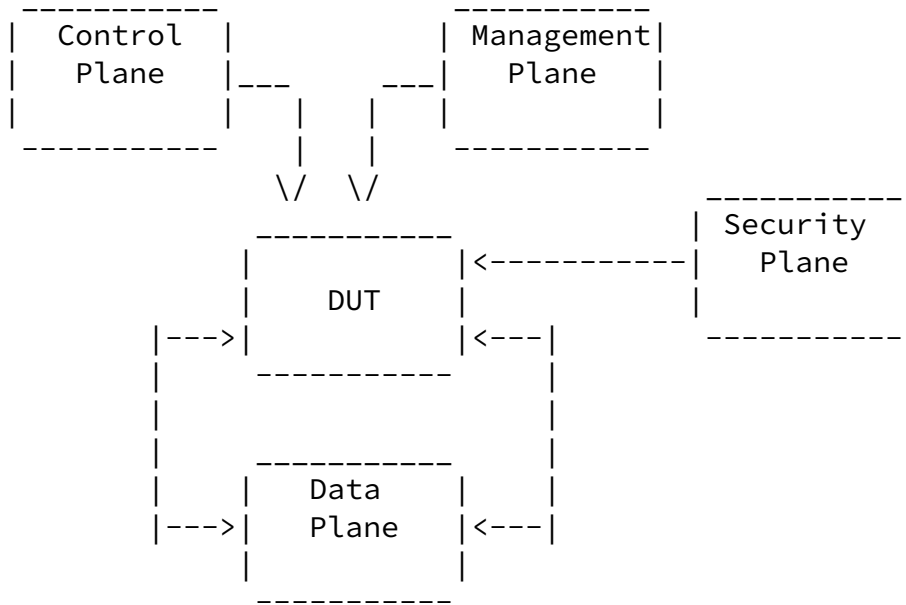 Control
Plane
Management
Plane
Security
Plane
DUT
Data
Plane